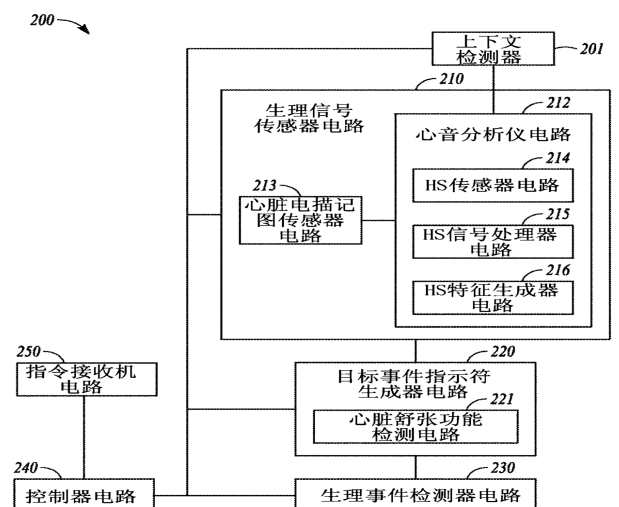 200
上下文
检测器
201
210
生理信号
传感器电路
212
心音分析仪电路
214
HS传感器电路
213
心脏电描记
图传感器
电路
215
HS信号处理器
电路
216
HS特征生成器
电路
250
指令接收机
电路
220
目标事件指示符
生成器电路
221
心脏舒张功能
检测电路
240
控制器电路
230
生理事件检测器电路